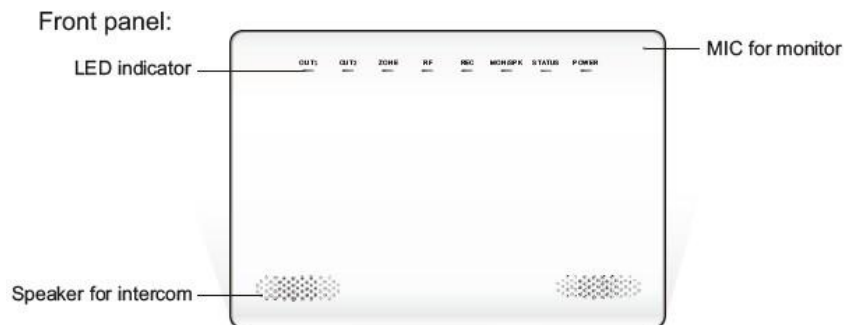 Front panel:
MIC for monitor
LED indicator
OUT1 OUT2 ZONE RF REC MON/SPK STATUS POWER
Speaker for intercom